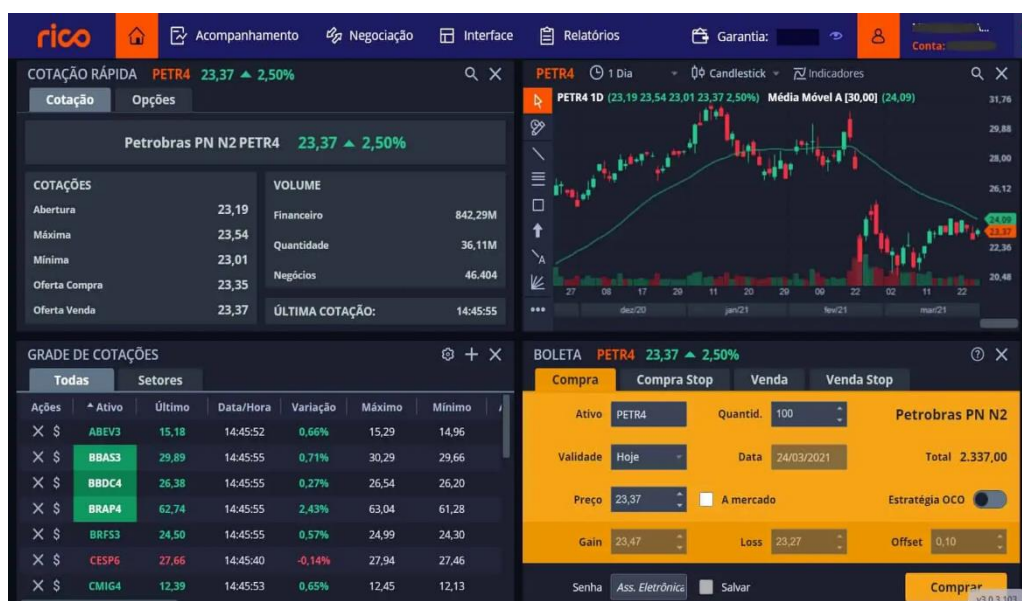 rico Acompanhamento Negociação Interface Relatórios Garantia: Conta:
COTAÇÃO RÁPIDA PETR4 23,37 ▲ 2,50%
Cotação Opções
Petrobras PN N2 PETR4 23,37 ▲ 2,50%
COTAÇÕES
Abertura 23,19
Máxima 23,54
Mínima 23,01
Oferta Compra 23,35
Oferta Venda 23,37
VOLUME
Financeiro 842,29M
Quantidade 36,11M
Negócios 46.404
ÚLTIMA COTAÇÃO: 14:45:55
PETR4 1 Dia Candlestick Indicadores
PETR4 1D (23,19 23,54 23,01 23,37 2,50%) Média Móvel A [30,00] (24,09)
31,76
29,88
28,00
26,12
24,09
23,37
22,36
20,48
27 08 17 29 11 20 29 09 22 02 11 22
dez/20 jan/21 fev/21 mar/21
GRADE DE COTAÇÕES
Todas Setores
Ações Ativo Último Data/Hora Variação Máximo Mínimo
X $ ABEV3 15,18 14:45:52 0,66% 15,29 14,96
X $ BBAS3 29,89 14:45:55 0,71% 30,29 29,66
X $ BBDC4 26,38 14:45:55 0,27% 26,54 26,20
X $ BRAP4 62,74 14:45:55 2,43% 63,04 61,28
X $ BRFS3 24,50 14:45:55 0,57% 24,99 24,30
X $ CESP6 27,66 14:45:40 -0,14% 27,94 27,46
X $ CMIG4 12,39 14:45:53 0,65% 12,45 12,13
BOLETA PETR4 23,37 ▲ 2,50%
Compra Compra Stop Venda Venda Stop
Ativo PETR4 Quantid. 100 Petrobras PN N2
Validade Hoje Data 24/03/2021 Total 2.337,00
Preço 23,37 A mercado Estratégia OCO
Gain 23,47 Loss 23,27 Offset 0,10
Senha Ass. Eletrônica Salvar Comprar
v3.0.3.103